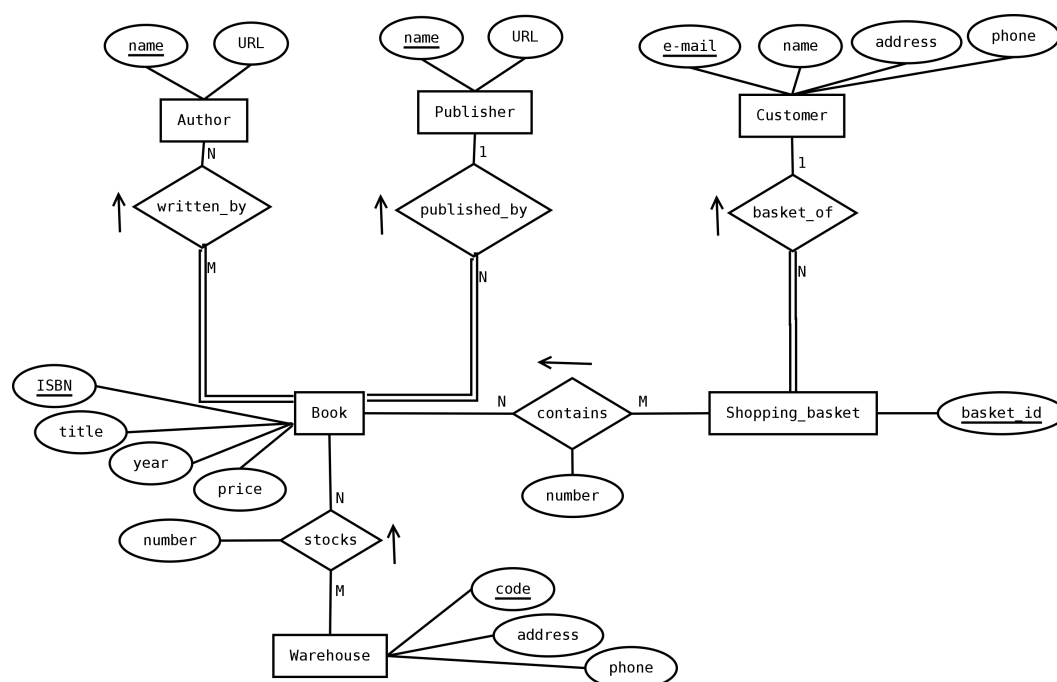 name
URL
name
URL
e-mail
name
address
phone
Author
Publisher
Customer
N
1
1
written_by
published_by
basket_of
M
N
N
ISBN
title
year
price
Book
N
contains
M
Shopping_basket
basket_id
number
N
number
stocks
M
code
address
phone
Warehouse